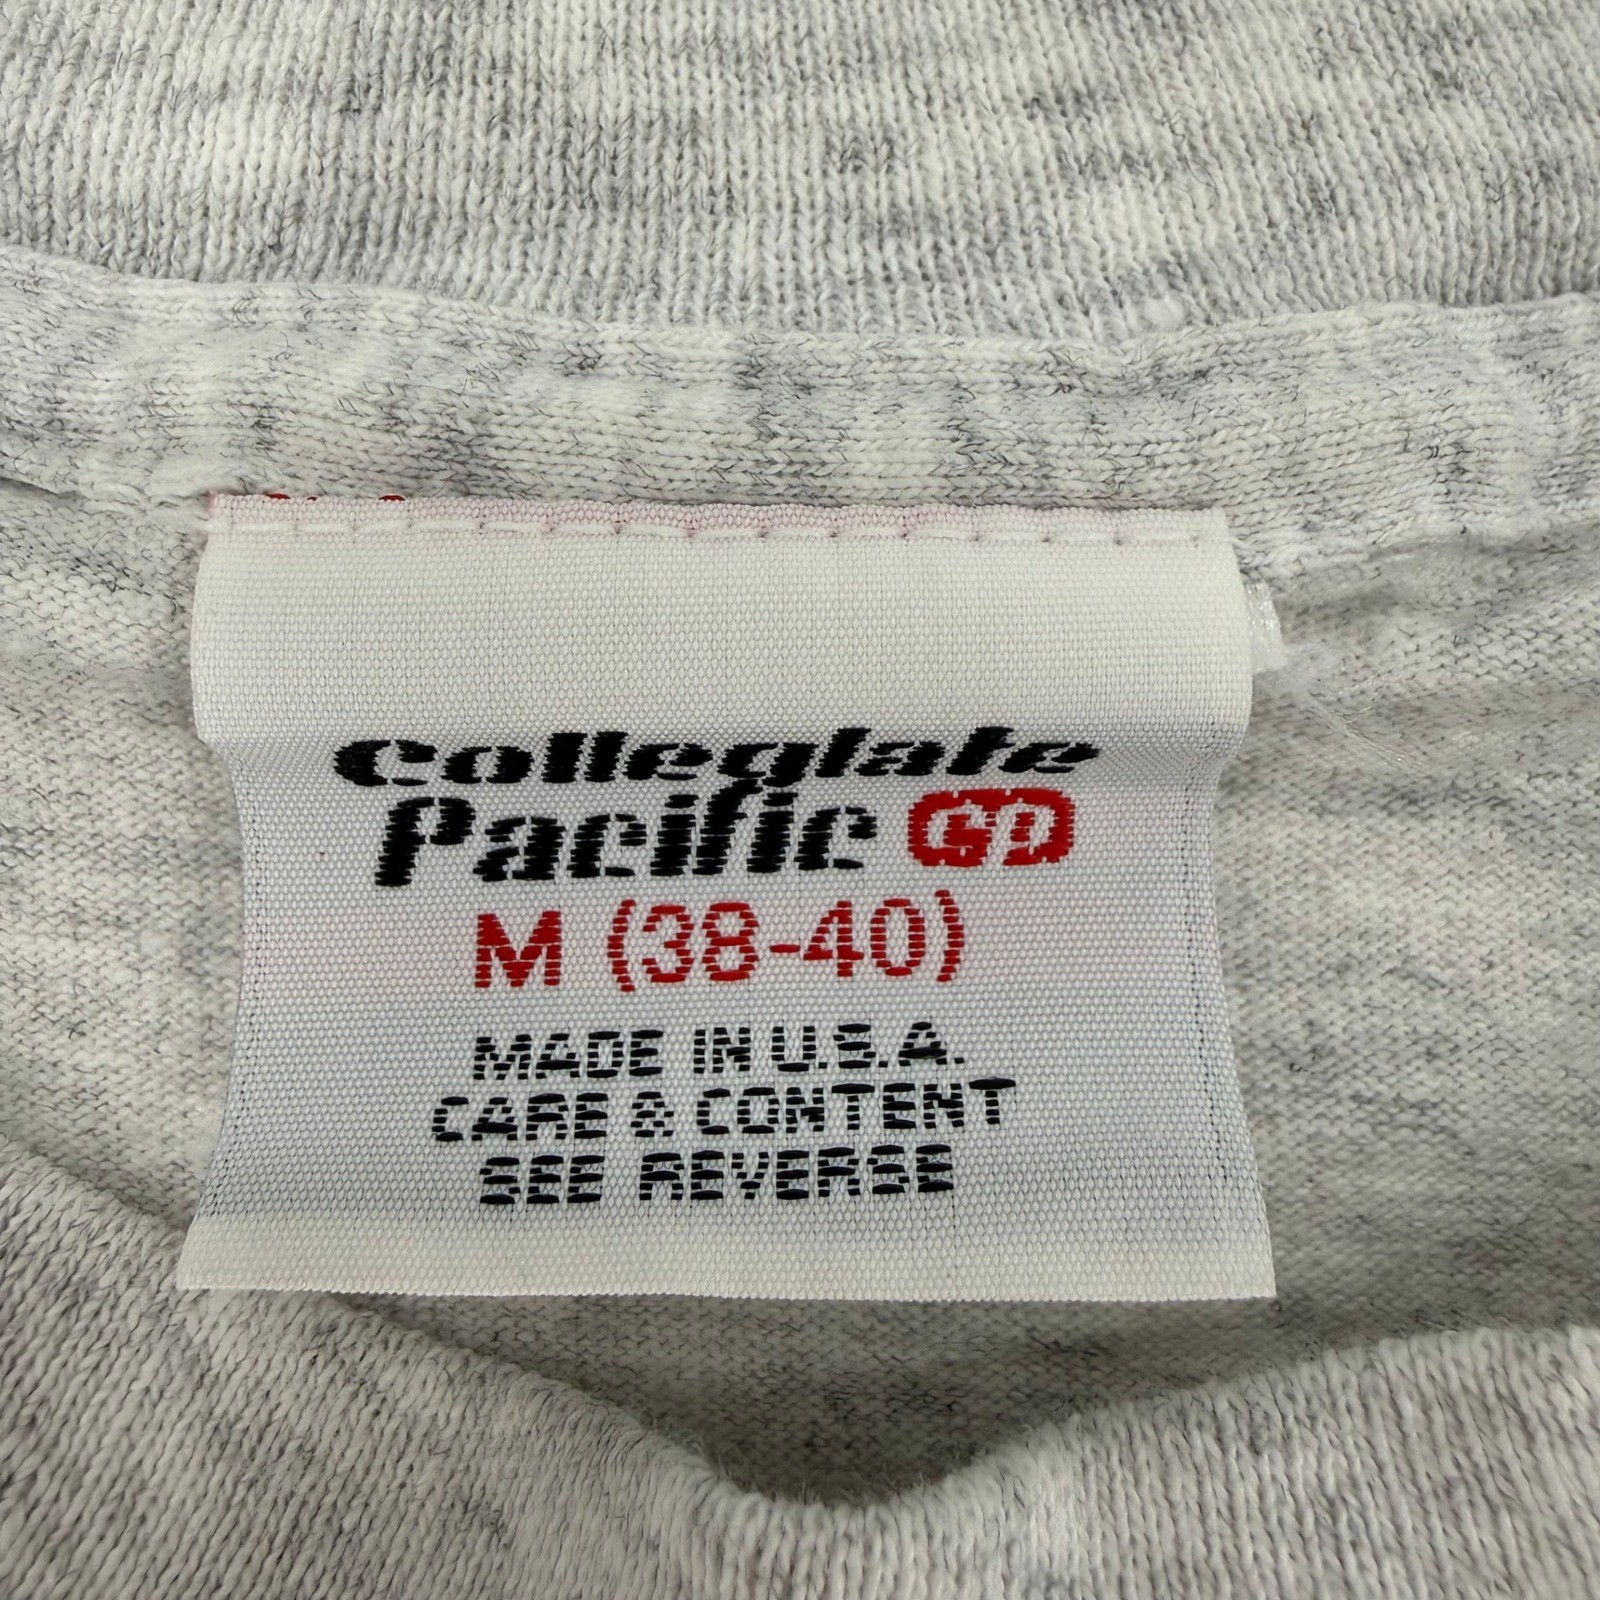 Collegiate
Pacific
M (38-40)
MADE IN U.S.A.
CARE & CONTENT
SEE REVERSE